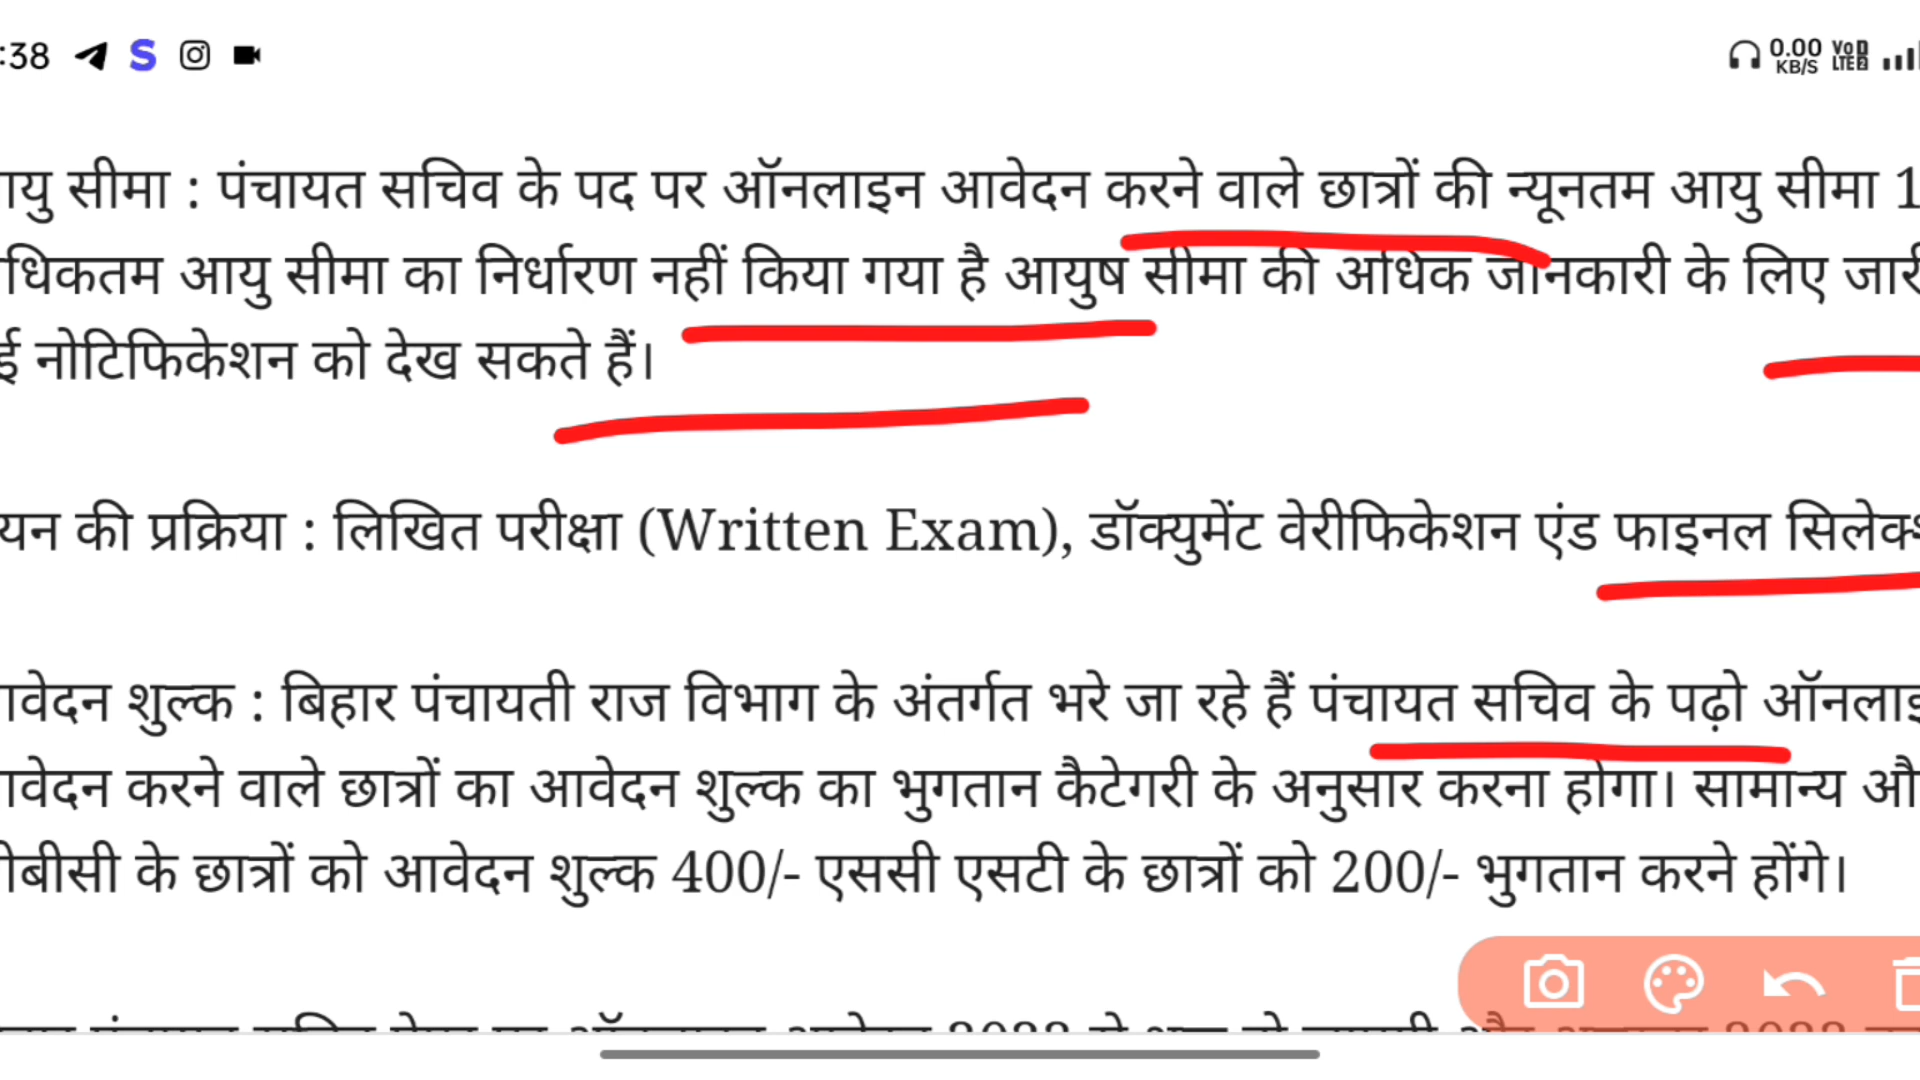 :38 S 0.00 KB/S Vo LTE 2
ायु सीमा : पंचायत सचिव के पद पर ऑनलाइन आवेदन करने वाले छात्रों की न्यूनतम आयु सीमा 1
धिकतम आयु सीमा का निर्धारण नहीं किया गया है आयुष सीमा की अधिक जानकारी के लिए जारी
ई नोटिफिकेशन को देख सकते हैं।
यन की प्रक्रिया : लिखित परीक्षा (Written Exam), डॉक्युमेंट वेरीफिकेशन एंड फाइनल सिलेक्श
ावेदन शुल्क : बिहार पंचायती राज विभाग के अंतर्गत भरे जा रहे हैं पंचायत सचिव के पढ़ो ऑनलाइ
ावेदन करने वाले छात्रों का आवेदन शुल्क का भुगतान कैटेगरी के अनुसार करना होगा। सामान्य औ
ीबीसी के छात्रों को आवेदन शुल्क 400/- एससी एसटी के छात्रों को 200/- भुगतान करने होंगे।